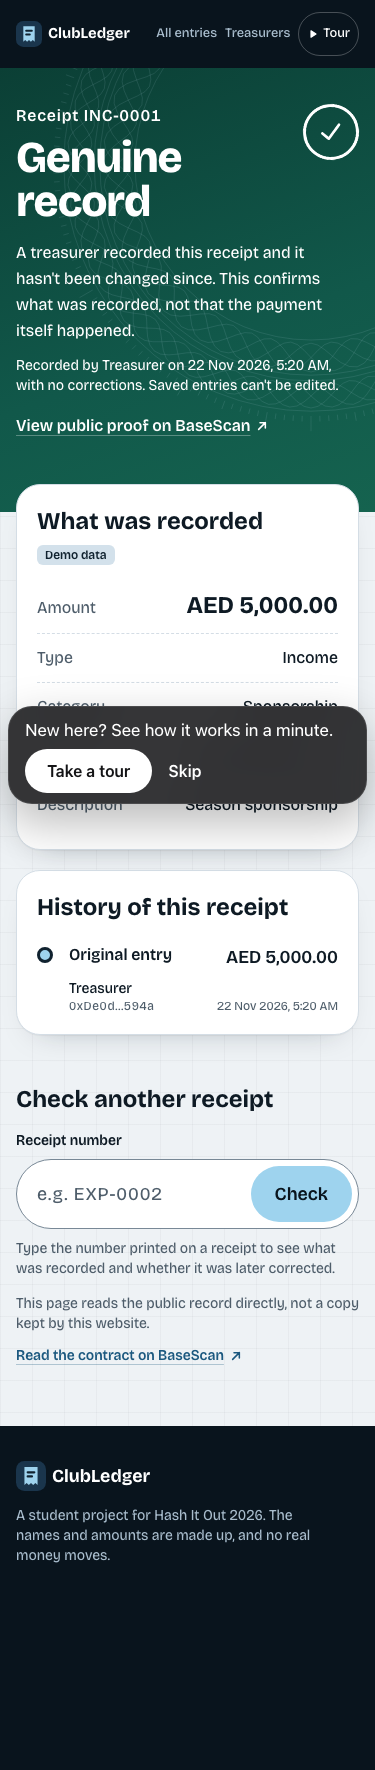 ClubLedger
All entries
Treasurers
Tour
Receipt INC-0001
Genuine
record
A treasurer recorded this receipt and it
hasn't been changed since. This confirms
what was recorded, not that the payment
itself happened.
Recorded by Treasurer on 22 Nov 2026, 5:20 AM,
with no corrections. Saved entries can't be edited.
View public proof on BaseScan
What was recorded
Demo data
Amount AED 5,000.00
Type Income
Category Sponsorship
New here? See how it works in a minute.
Take a tour Skip
Description Season sponsorship
History of this receipt
Original entry AED 5,000.00
Treasurer
0xDe0d...594a 22 Nov 2026, 5:20 AM
Check another receipt
Receipt number
e.g. EXP-0002 Check
Type the number printed on a receipt to see what
was recorded and whether it was later corrected.
This page reads the public record directly, not a copy
kept by this website.
Read the contract on BaseScan
ClubLedger
A student project for Hash It Out 2026. The
names and amounts are made up, and no real
money moves.